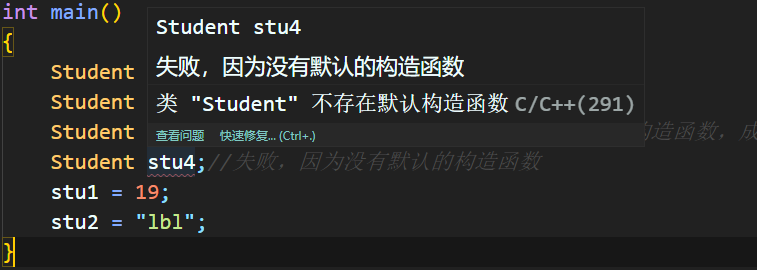 int main()
{
Student stu4
失败，因为没有默认的构造函数
类 "Student" 不存在默认构造函数 C/C++(291)
查看问题 快速修复... (Ctrl+.)
Student
Student
Student 构造函数，成
Student stu4;//失败，因为没有默认的构造函数
stu1 = 19;
stu2 = "lbl";
}